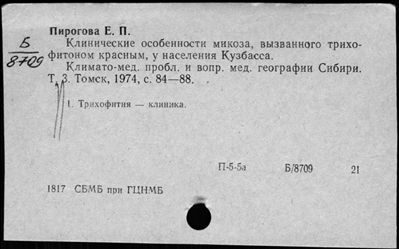 Б
8709
Пирогова Е. П.
Клинические особенности микоза, вызванного трихо-
фитоном красным, у населения Кузбасса.
Климато-мед. пробл. и вопр. мед. географии Сибири.
Т. 3. Томск, 1974, с. 84—88.
1. Трихофития — клиника.
П-5-5а Б/8709 21
1817 СБМБ при ГЦНМБ